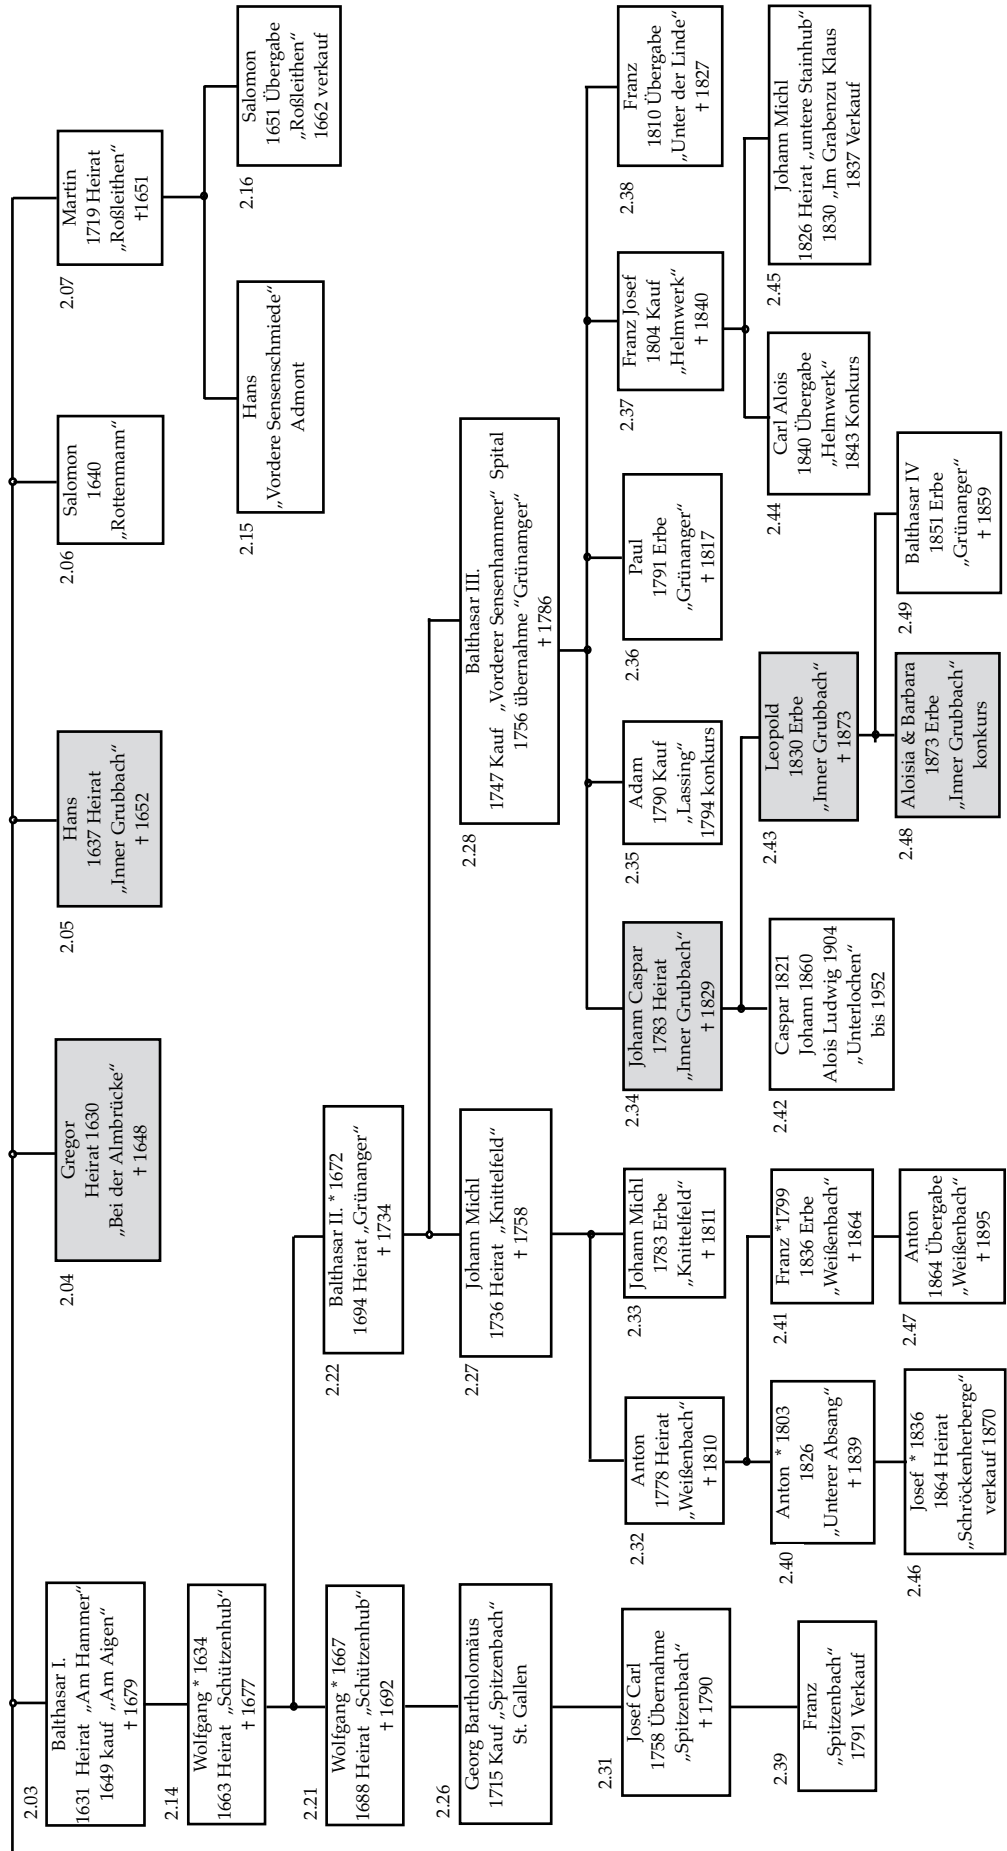 2.03
Balthasar I.
1631 Heirat „Am Hammer“
1649 kauf „Am Aigen“
† 1679
2.04
Gregor
Heirat 1630
„Bei der Almbrücke“
† 1648
2.05
Hans
1637 Heirat
„Inner Grubbach“
† 1652
2.06
Salomon
1640
„Rottenmann“
2.07
Martin
1719 Heirat
„Roßleithen“
†1651
2.14
Wolfgang * 1634
1663 Heirat „Schützenhub“
† 1677
2.15
Hans
„Vordere Sensenschmiede“
Admont
2.16
Salomon
1651 Übergabe
„Roßleithen“
1662 verkauf
2.21
Wolfgang * 1667
1688 Heirat „Schützenhub“
† 1692
2.22
Balthasar II. * 1672
1694 Heirat „Grünanger“
† 1734
2.26
Georg Bartholomäus
1715 Kauf „Spitzenbach“
St. Gallen
2.27
Johann Michl
1736 Heirat „Knittelfeld“
† 1758
2.28
Balthasar III.
1747 Kauf „Vorderer Sensenhammer“ Spital
1756 übernahme “Grünamger“
† 1786
2.31
Josef Carl
1758 Übernahme
„Spitzenbach“
† 1790
2.32
Anton
1778 Heirat
„Weißenbach“
† 1810
2.33
Johann Michl
1783 Erbe
„Knittelfeld“
† 1811
2.34
Johann Caspar
1783 Heirat
„Inner Grubbach“
† 1829
2.35
Adam
1790 Kauf
„Lassing“
1794 konkurs
2.36
Paul
1791 Erbe
„Grünanger“
† 1817
2.37
Franz Josef
1804 Kauf
„Helmwerk“
† 1840
2.38
Franz
1810 Übergabe
„Unter der Linde“
† 1827
2.39
Franz
„Spitzenbach“
1791 Verkauf
2.40
Anton * 1803
1826
„Unterer Absang“
† 1839
2.41
Franz *1799
1836 Erbe
„Weißenbach“
† 1864
2.42
Caspar 1821
Johann 1860
Alois Ludwig 1904
„Unterlochen“
bis 1952
2.43
Leopold
1830 Erbe
„Inner Grubbach“
† 1873
2.44
Carl Alois
1840 Übergabe
„Helmwerk“
1843 Konkurs
2.45
Johann Michl
1826 Heirat „untere Stainhub“
1830 „Im Grabenzu Klaus
1837 Verkauf
2.46
Josef * 1836
1864 Heirat
„Schröckenherberge“
verkauf 1870
2.47
Anton
1864 Übergabe
„Weißenbach“
† 1895
2.48
Aloisia & Barbara
1873 Erbe
„Inner Grubbach“
konkurs
2.49
Balthasar IV
1851 Erbe
„Grünanger“
† 1859